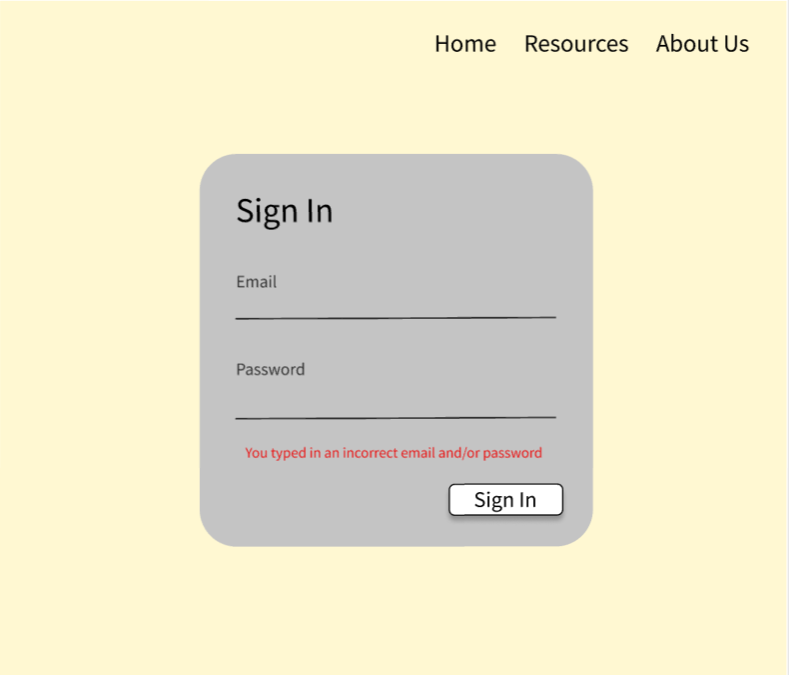 Home Resources About Us
Sign In
Email
Password
You typed in an incorrect email and/or password
Sign In